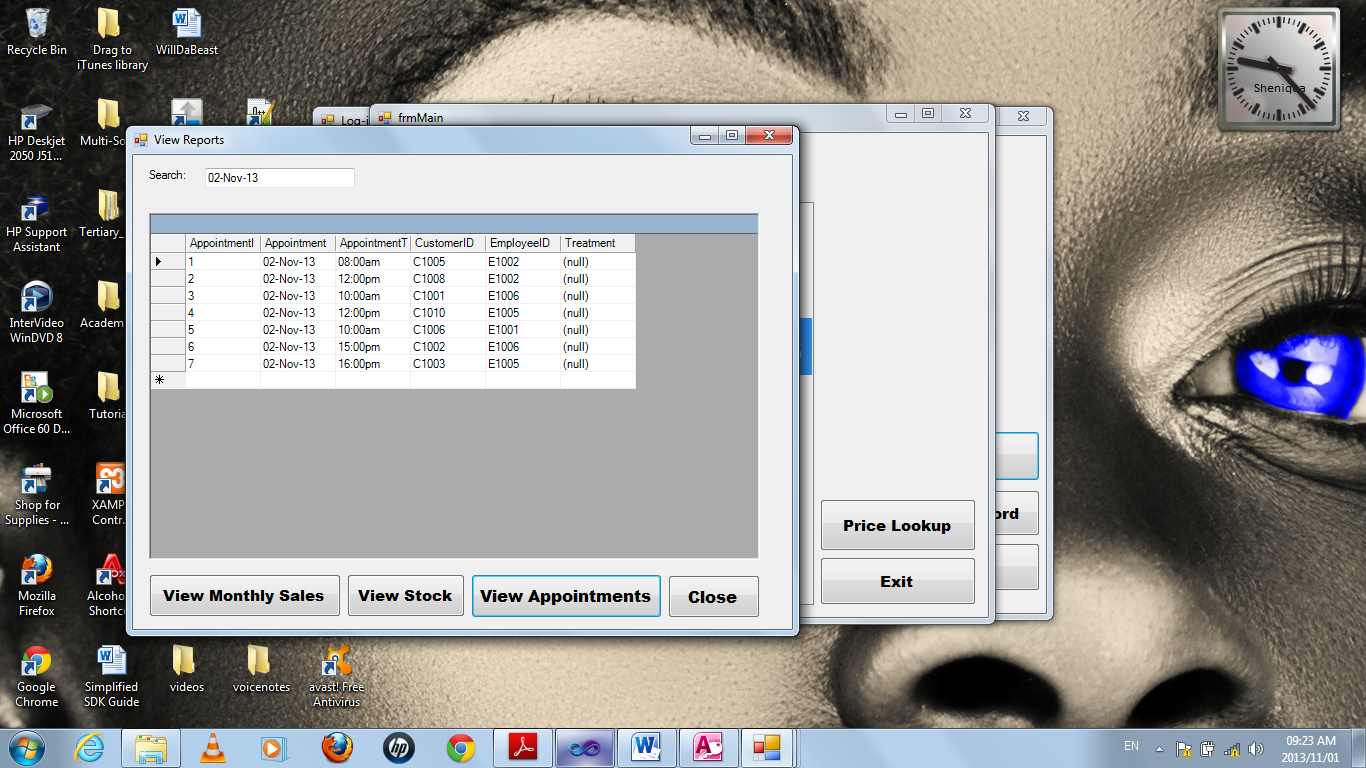 Recycle Bin
Drag to
iTunes library
WillDaBeast
Sheniqua
HP Deskjet
2050 J51...
Multi-So
Log-i
frmMain
View Reports
Search:
02-Nov-13
HP Support
Assistant
Tertiary_
AppointmentI Appointment AppointmentT CustomerID EmployeeID Treatment
1 02-Nov-13 08:00am C1005 E1002 (null)
2 02-Nov-13 12:00pm C1008 E1002 (null)
3 02-Nov-13 10:00am C1001 E1006 (null)
4 02-Nov-13 12:00pm C1010 E1005 (null)
5 02-Nov-13 10:00am C1006 E1001 (null)
6 02-Nov-13 15:00pm C1002 E1006 (null)
7 02-Nov-13 16:00pm C1003 E1005 (null)
InterVideo
WinDVD 8
Academ
Microsoft
Office 60 D...
Tutoria
Shop for
Supplies - ...
XAMP
Contr.
Price Lookup
ord
Exit
Mozilla
Firefox
Alcoho
Shortcu
View Monthly Sales
View Stock
View Appointments
Close
Google
Chrome
Simplified
SDK Guide
videos
voicenotes
avast! Free
Antivirus
EN
09:23 AM
2013/11/01